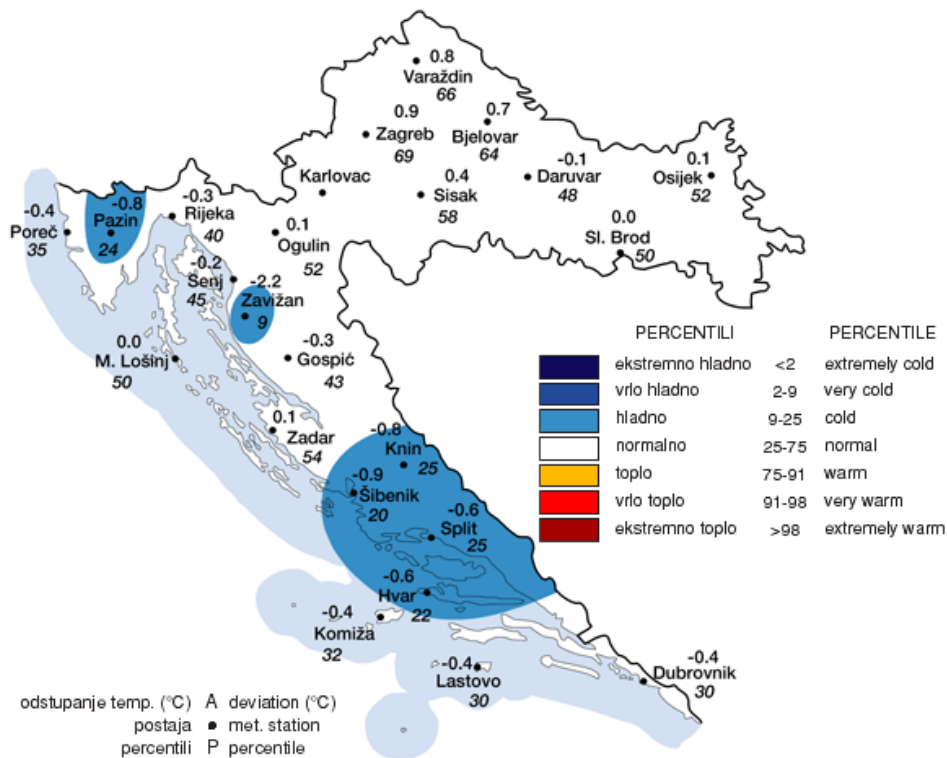 0.8
Varaždin
66
0.9
Zagreb
69
0.7
Bjelovar
64
-0.1
Daruvar
48
0.1
Osijek
52
Karlovac
0.4
Sisak
58
0.0
Sl. Brod
50
-0.4
Poreč
35
-0.8
Pazin
24
-0.3
Rijeka
40
0.1
Ogulin
52
-0.2
Senj
45
-2.2
Zavižan
9
0.0
M. Lošinj
50
-0.3
Gospić
43
0.1
Zadar
54
-0.8
Knin
25
-0.9
Šibenik
20
-0.6
Split
25
-0.6
Hvar
22
-0.4
Komiža
32
-0.4
Lastovo
30
-0.4
Dubrovnik
30
PERCENTILI PERCENTILE
ekstremno hladno <2 extremely cold
vrlo hladno 2-9 very cold
hladno 9-25 cold
normalno 25-75 normal
toplo 75-91 warm
vrlo toplo 91-98 very warm
ekstremno toplo >98 extremely warm
odstupanje temp. (°C) A deviation (°C)
postaja ● met. station
percentili P percentile